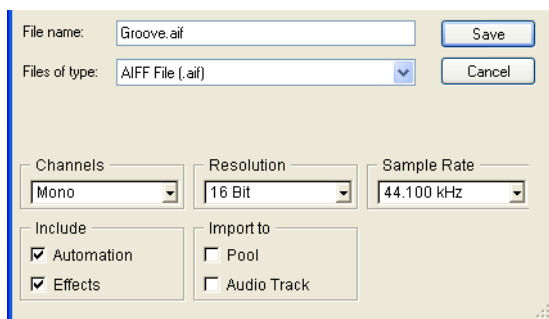 File name: Groove.aif Save
Files of type: AIFF File (.aif) Cancel
Channels Resolution Sample Rate
Mono 16 Bit 44.100 kHz
Include Import to
Automation Pool
Effects Audio Track